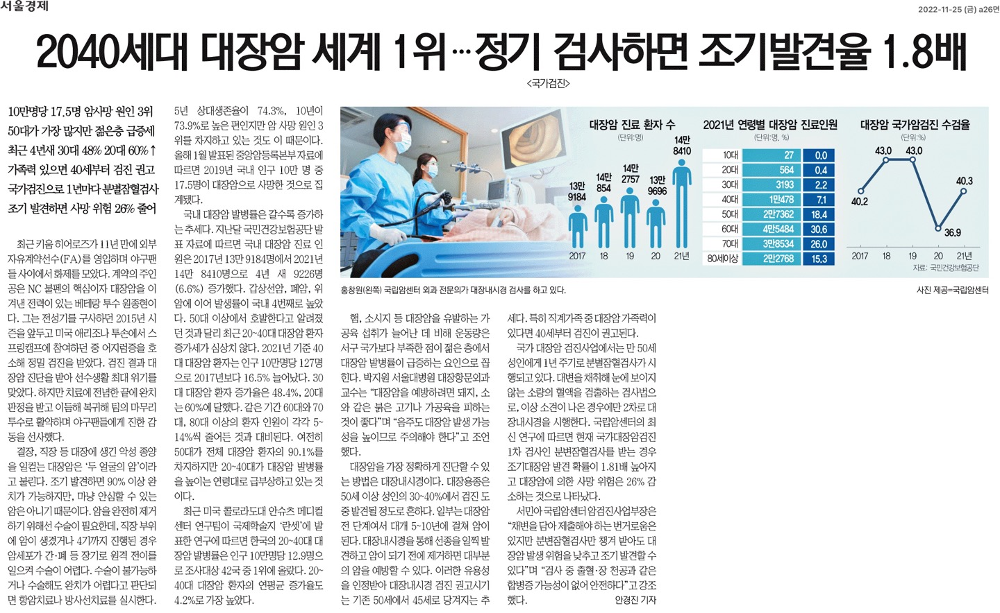 서울경제
2022-11-25 (금) a26면
2040세대 대장암 세계 1위…정기 검사하면 조기발견율 1.8배
<국가검진>
10만명당 17.5명 암사망 원인 3위
50대가 가장 많지만 젊은층 급증세
최근 4년새 30대 48% 20대 60%↑
가족력 있으면 40세부터 검진 권고
국가검진으로 1년마다 분별잠혈검사
조기 발견하면 사망 위험 26% 줄어
최근 키움 히어로즈가 11년 만에 외부
자유계약선수(FA)를 영입하며 야구팬
들 사이에서 화제를 모았다. 계약의 주인
공은 NC 불펜의 핵심이자 대장암을 이
겨낸 전력이 있는 베테랑 투수 원종현이
다. 그는 전성기를 구사하던 2015년 시
즌을 앞두고 미국 애리조나 투손에서 스
프링캠프에 참여하던 중 어지럼증을 호
소해 정밀 검진을 받았다. 검진 결과 대
장암 진단을 받아 선수생활 최대 위기를
맞았다. 하지만 치료에 전념한 끝에 완치
판정을 받고 이듬해 복귀해 팀의 마무리
투수로 활약하며 야구팬들에게 진한 감
동을 선사했다.
결장, 직장 등 대장에 생긴 악성 종양
을 일컫는 대장암은 ‘두 얼굴의 암’이라
고 불린다. 조기 발견하면 90% 이상 완
치가 가능하지만, 마냥 안심할 수 있는
암은 아니기 때문이다. 암을 완전히 제거
하기 위해선 수술이 필요한데, 직장 부위
에 암이 생겼거나 4기까지 진행된 경우
암세포가 간·폐 등 장기로 원격 전이를
일으켜 수술이 어렵다. 수술이 불가능하
거나 수술해도 완치가 어렵다고 판단되
면 항암치료나 방사선치료를 실시한다.
5년 상대생존율이 74.3%, 10년이
73.9%로 높은 편인지만 암 사망 원인 3
위를 차지하고 있는 것도 이 때문이다.
올해 1월 발표된 중앙암등록본부 자료에
따르면 2019년 국내 인구 10만 명 중
17.5명이 대장암으로 사망한 것으로 집
계됐다.
국내 대장암 발병률은 갈수록 증가하
는 추세다. 지난달 국민건강보험공단 발
표 자료에 따르면 국내 대장암 진료 인
원은 2017년 13만 9184명에서 2021년
14만 8410명으로 4년 새 9226명
(6.6%) 증가했다. 갑상선암, 폐암, 위
암에 이어 발생률이 국내 4번째로 높았
다. 50대 이상에서 호발한다고 알려졌
던 것과 달리 최근 20~40대 대장암 환자
증가세가 심상치 않다. 2021년 기준 40
대 대장암 환자는 인구 10만명당 127명
으로 2017년보다 16.5% 늘어났다. 30
대 대장암 환자 증가율은 48.4%, 20대
는 60%에 달했다. 같은 기간 60대와 70
대, 80대 이상의 환자 인원이 각각 5~
14%씩 줄어든 것과 대비된다. 여전히
50대가 전체 대장암 환자의 90.1%를
차지하지만 20~40대가 대장암 발병률
을 높이는 연령대로 급부상하고 있는 것
이다.
최근 미국 콜로라도대 안슈츠 메디컬
센터 연구팀이 국제학술지 ‘란셋’에 발
표한 연구에 따르면 한국의 20~40대 대
장암 발병률은 인구 10만명당 12.9명으
로 조사대상 42국 중 1위에 올랐다. 20~
40대 대장암 환자의 연평균 증가율도
4.2%로 가장 높았다.
대장암 진료 환자 수
(단위:명)
13만
9184
14만
854
14만
2757
13만
9696
14만
8410
2017 18 19 20 21년
2021년 연령별 대장암 진료인원
(단위:명, %)
10대 27 0.0
20대 564 0.4
30대 3193 2.2
40대 1만478 7.1
50대 2만7362 18.4
60대 4만5484 30.6
70대 3만8534 26.0
80세이상 2만2768 15.3
대장암 국가암검진 수검율
(단위:%)
40.2 43.0 43.0 36.9 40.3
2017 18 19 20 21년
자료: 국민건강보험공단
홍창원(왼쪽) 국립암센터 외과 전문의가 대장내시경 검사를 하고 있다.
사진 제공=국립암센터
햄, 소시지 등 대장암을 유발하는 가
공육 섭취가 늘어난 데 비해 운동량은
서구 국가보다 부족한 점이 젊은 층에서
대장암 발병률이 급증하는 요인으로 꼽
힌다. 박지원 서울대병원 대장항문외과
교수는 “대장암을 예방하려면 돼지, 소
와 같은 붉은 고기나 가공육을 피하는
것이 좋다”며 “음주도 대장암 발생 가능
성을 높이므로 주의해야 한다”고 조언
했다.
대장암을 가장 정확하게 진단할 수 있
는 방법은 대장내시경이다. 대장용종은
50세 이상 성인의 30~40%에서 검진 도
중 발견될 정도로 흔하다. 일부는 대장암
전 단계여서 대개 5~10년에 걸쳐 암이
된다. 대장내시경을 통해 선종을 일찍 발
견하고 암이 되기 전에 제거하면 대부분
의 암을 예방할 수 있다. 이러한 유용성
을 인정받아 대장내시경 검진 권고시기
는 기존 50세에서 45세로 당겨지는 추
세다. 특히 직계가족 중 대장암 가족력이
있다면 40세부터 검진이 권고된다.
국가 대장암 검진사업에서는 만 50세
성인에게 1년 주기로 분별잠혈검사가 시
행되고 있다. 대변을 채취해 눈에 보이지
않는 소량의 혈액을 검출하는 검사법으
로, 이상 소견이 나온 경우에만 2차로 대
장내시경을 시행한다. 국립암센터의 최
신 연구에 따르면 현재 국가대장암검진
1차 검사인 분변잠혈검사를 받는 경우
조기대장암 발견 확률이 1.81배 높아지
고 대장암에 의한 사망 위험은 26% 감
소하는 것으로 나타났다.
서민아 국립암센터 암검진사업부장은
“채변을 담아 제출해야 하는 번거로움은
있지만 분변잠혈검사만 챙겨 받아도 대
장암 발생 위험을 낮추고 조기 발견할 수
있다”며 “검사 중 출혈·장 천공과 같은
합병증 가능성이 없어 안전하다”고 강조
했다.
안경진 기자